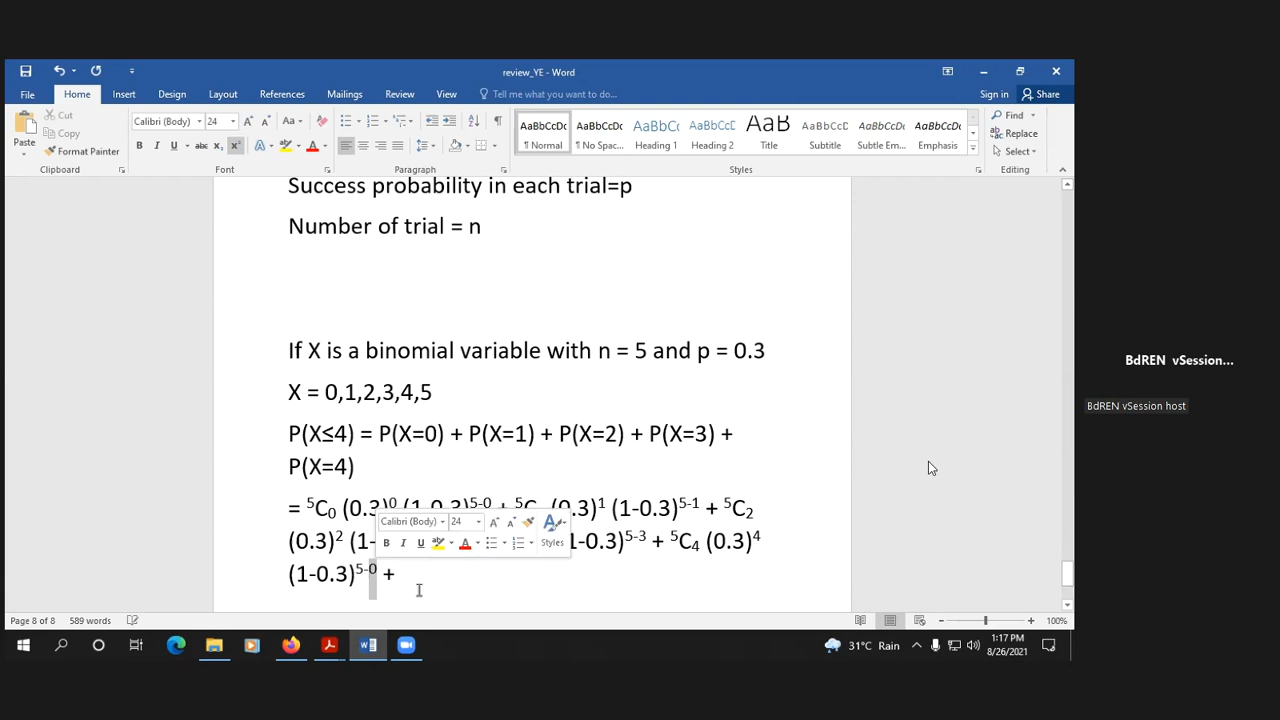 review_YE - Word
File Home Insert Design Layout References Mailings Review View Tell me what you want to do... Sign in Share
Paste Cut Copy Format Painter
Calibri (Body) 24
AaBbCcDc AaBbCcDc AaBbCc AaBbCcD AaB AaBbCcD AaBbCcDc AaBbCcDc
¶ Normal ¶ No Spac... Heading 1 Heading 2 Title Subtitle Subtle Em... Emphasis
Find Replace Select
Clipboard Font Paragraph Styles Editing
Success probability in each trial=p
Number of trial = n
If X is a binomial variable with n = 5 and p = 0.3
X = 0,1,2,3,4,5
P(X≤4) = P(X=0) + P(X=1) + P(X=2) + P(X=3) +
P(X=4)
= ⁵C₀ (0.3)⁰ (1-0.3)⁵⁻⁰ + ⁵C (0.3)¹ (1-0.3)⁵⁻¹ + ⁵C₂
Calibri (Body) 24
Styles
(0.3)² (1- 1-0.3)⁵⁻³ + ⁵C₄ (0.3)⁴
(1-0.3)⁵⁻⁰ +
BdREN vSession...
BdREN vSession host
Page 8 of 8 589 words 100%
31°C Rain 1:17 PM
8/26/2021